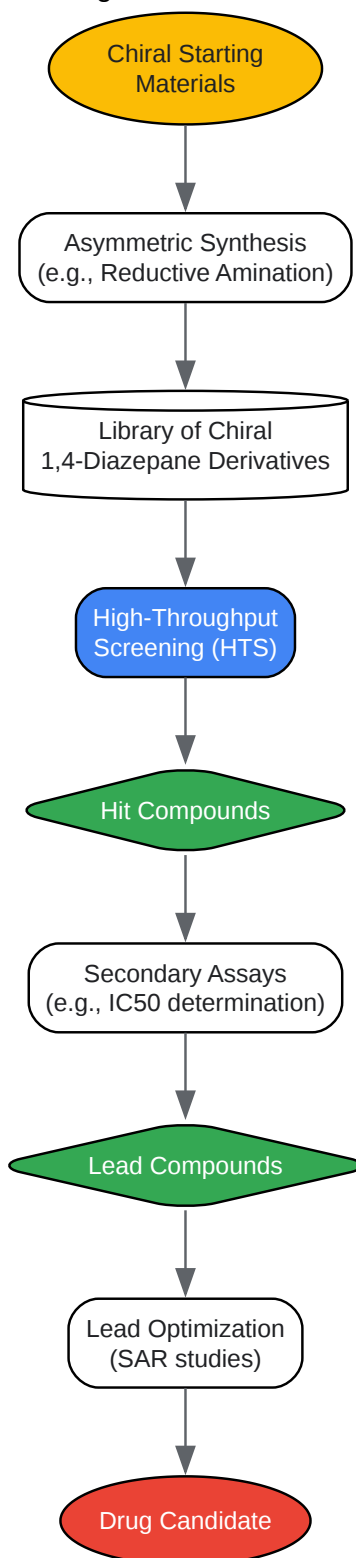 Chiral Starting
Materials
Asymmetric Synthesis
(e.g., Reductive Amination)
Library of Chiral
1,4-Diazepane Derivatives
High-Throughput
Screening (HTS)
Hit Compounds
Secondary Assays
(e.g., IC50 determination)
Lead Compounds
Lead Optimization
(SAR studies)
Drug Candidate